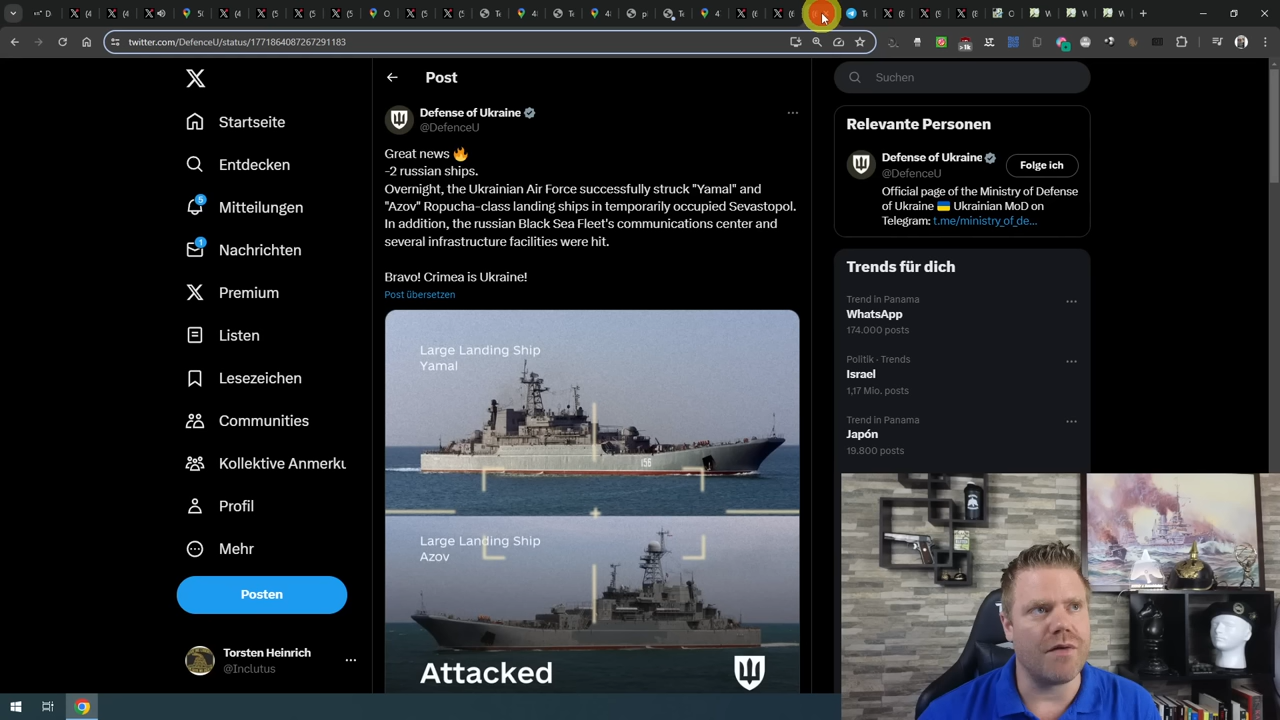 twitter.com/DefenceU/status/1771864087267291183
Startseite
Entdecken
5
Mitteilungen
1
Nachrichten
Premium
Listen
Lesezeichen
Communities
Kollektive Anmerku
Profil
Mehr
Posten
Torsten Heinrich
@Inclutus
Post
Defense of Ukraine
@DefenceU
Great news 🔥
-2 russian ships.
Overnight, the Ukrainian Air Force successfully struck "Yamal" and
"Azov" Ropucha-class landing ships in temporarily occupied Sevastopol.
In addition, the russian Black Sea Fleet's communications center and
several infrastructure facilities were hit.
Bravo! Crimea is Ukraine!
Post übersetzen
Large Landing Ship
Yamal
156
Large Landing Ship
Azov
Attacked
Suchen
Relevante Personen
Defense of Ukraine
@DefenceU
Folge ich
Official page of the Ministry of Defense
of Ukraine 🇺🇦 Ukrainian MoD on
Telegram: t.me/ministry_of_de…
Trends für dich
Trend in Panama
WhatsApp
174.000 posts
Politik · Trends
Israel
1,17 Mio. posts
Trend in Panama
Japón
19.800 posts